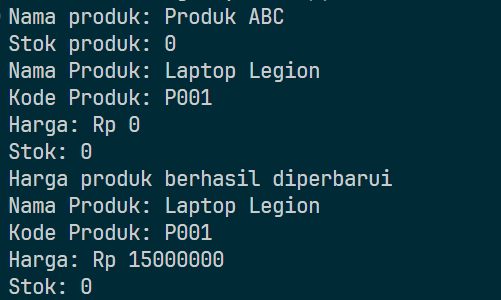 Nama produk: Produk ABC
Stok produk: 0
Nama Produk: Laptop Legion
Kode Produk: P001
Harga: Rp 0
Stok: 0
Harga produk berhasil diperbarui
Nama Produk: Laptop Legion
Kode Produk: P001
Harga: Rp 15000000
Stok: 0